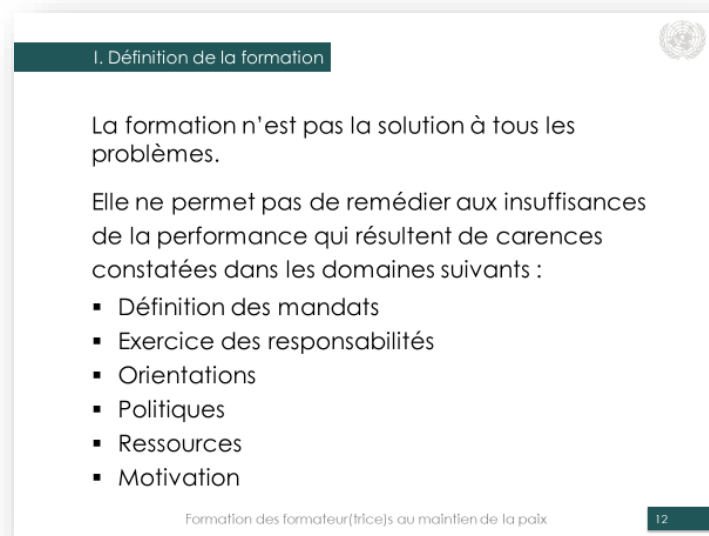 I. Définition de la formation
La formation n’est pas la solution à tous les
problèmes.
Elle ne permet pas de remédier aux insuffisances
de la performance qui résultent de carences
constatées dans les domaines suivants :
▪ Définition des mandats
▪ Exercice des responsabilités
▪ Orientations
▪ Politiques
▪ Ressources
▪ Motivation
Formation des formateur(trice)s au maintien de la paix
12